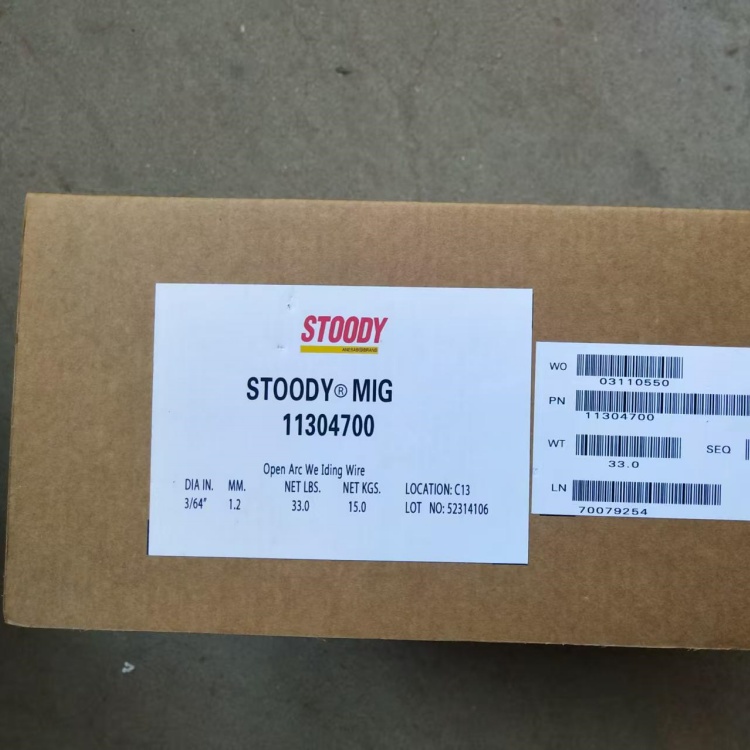 STOODY
STOODY® MIG
11304700
Open Arc We lding Wire
DIA IN. MM. NET LBS. NET KGS. LOCATION: C13
3/64" 1.2 33.0 15.0 LOT NO: 52314106
WO
03110550
PN
11304700
WT
33.0
SEQ
LN
70079254